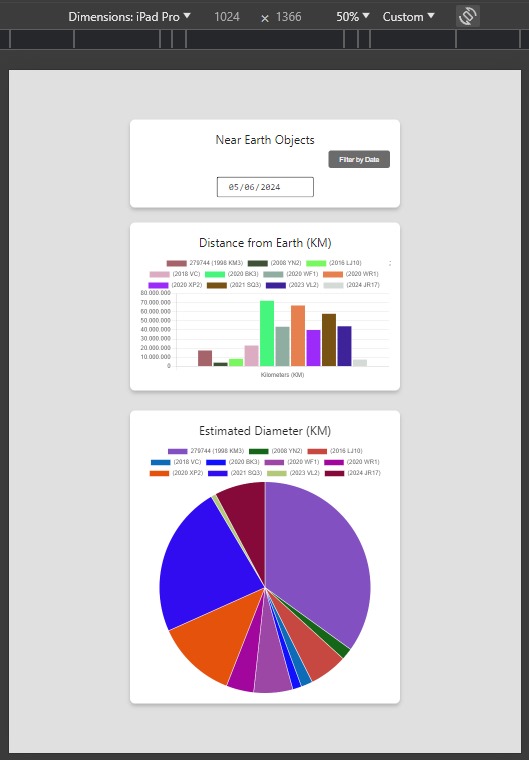 Dimensions: iPad Pro 1024 × 1366 50% Custom
Near Earth Objects
Filter by Date
05/06/2024
Distance from Earth (KM)
279744 (1998 KM3) (2008 YN2) (2016 LJ10)
(2018 VC) (2020 BK3) (2020 WF1) (2020 WR1)
(2020 XP2) (2021 SQ3) (2023 VL2) (2024 JR17)
80.000.000
70.000.000
60.000.000
50.000.000
40.000.000
30.000.000
20.000.000
10.000.000
0
Kilometers (KM)
Estimated Diameter (KM)
279744 (1998 KM3) (2008 YN2) (2016 LJ10)
(2018 VC) (2020 BK3) (2020 WF1) (2020 WR1)
(2020 XP2) (2021 SQ3) (2023 VL2) (2024 JR17)